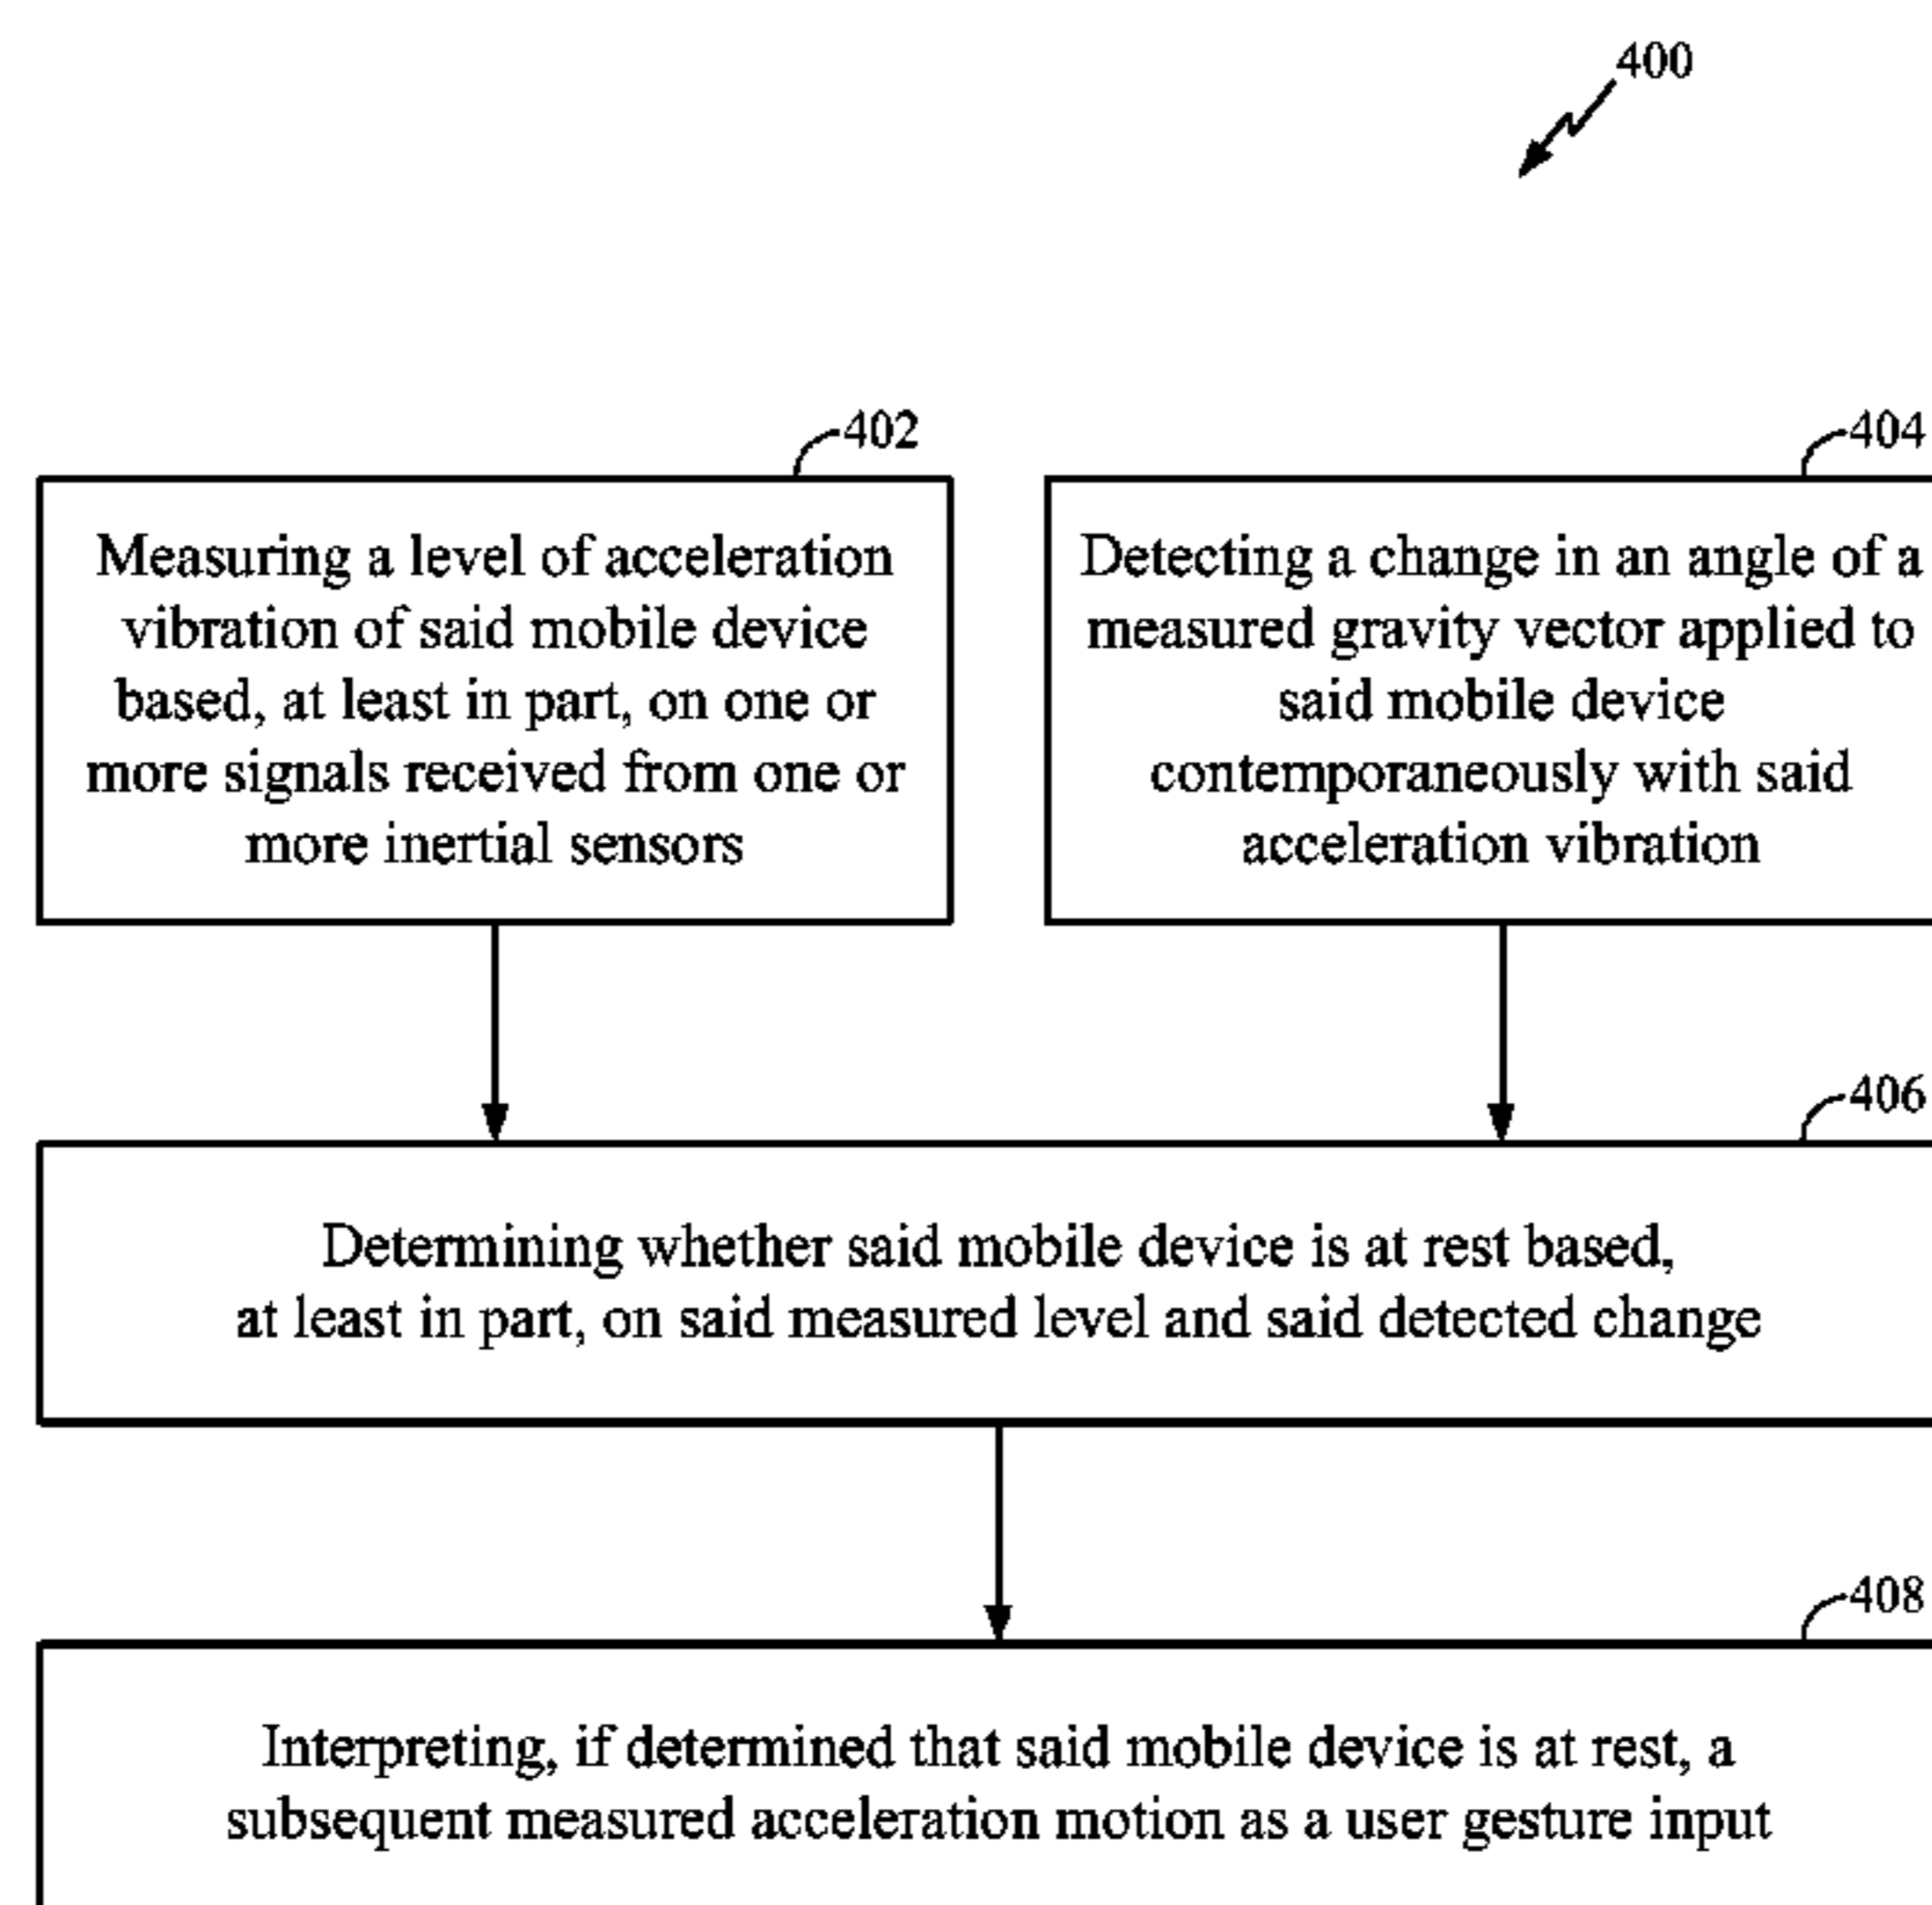 400
402
Measuring a level of acceleration
vibration of said mobile device
based, at least in part, on one or
more signals received from one or
more inertial sensors
404
Detecting a change in an angle of a
measured gravity vector applied to
said mobile device
contemporaneously with said
acceleration vibration
406
Determining whether said mobile device is at rest based,
at least in part, on said measured level and said detected change
408
Interpreting, if determined that said mobile device is at rest, a
subsequent measured acceleration motion as a user gesture input